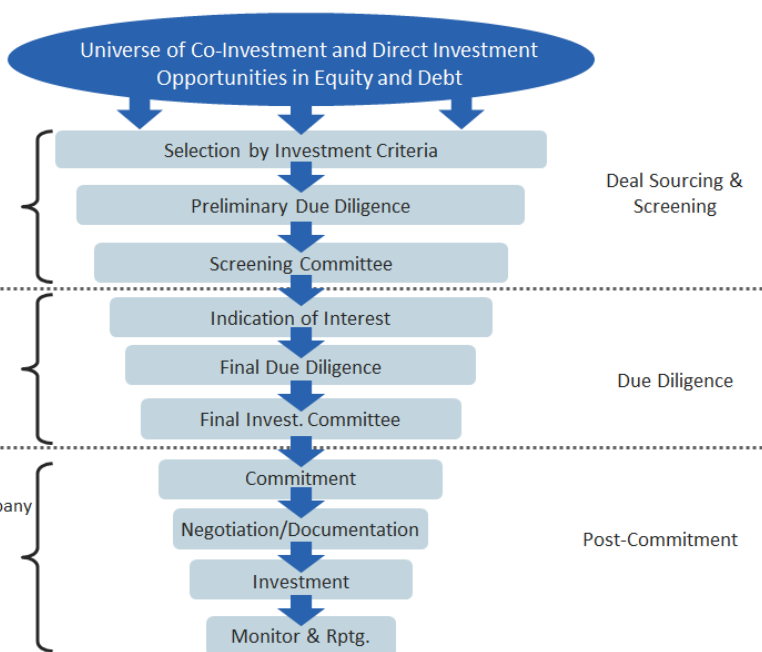 Universe of Co-Investment and Direct Investment
Opportunities in Equity and Debt
Selection by Investment Criteria
Preliminary Due Diligence
Screening Committee
Deal Sourcing &
Screening
Indication of Interest
Final Due Diligence
Final Invest. Committee
Due Diligence
Commitment
Negotiation/Documentation
Investment
Monitor & Rptg.
Post-Commitment